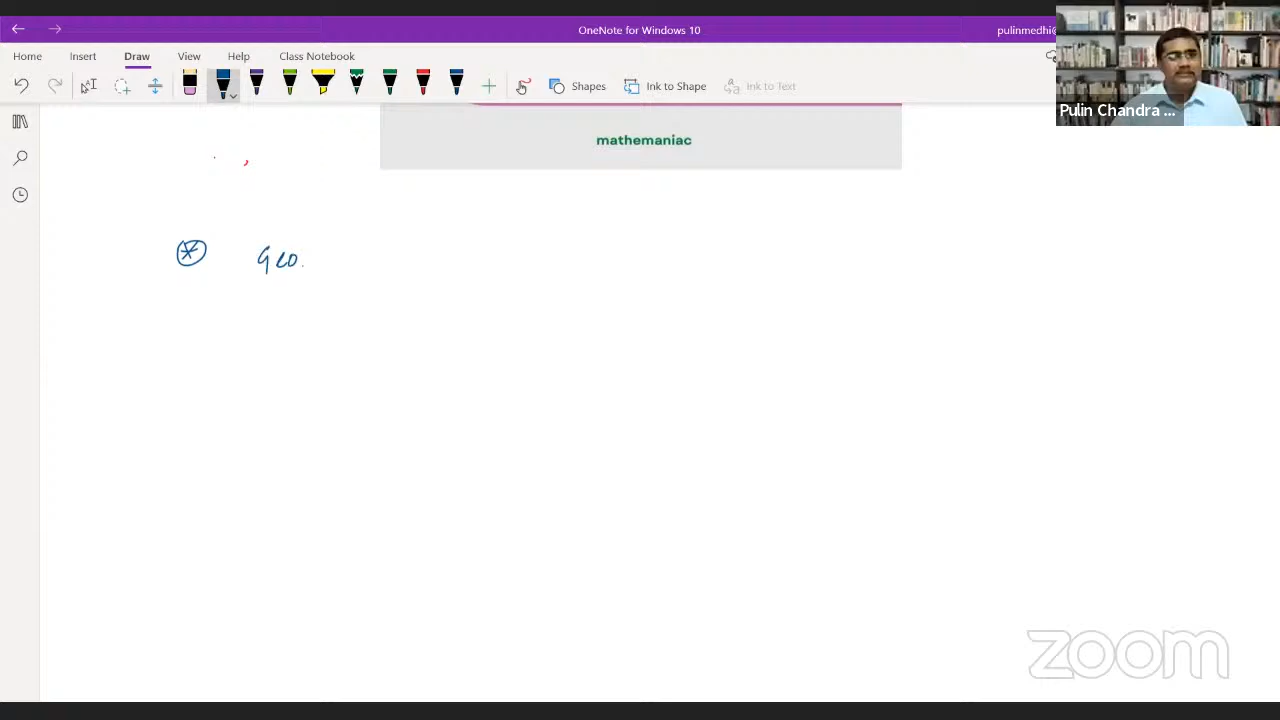 OneNote for Windows 10
pulinmedhi@
Home Insert Draw View Help Class Notebook
Shapes Ink to Shape Ink to Text
Pulin Chandra ...
mathemaniac
* Geo.
zoom